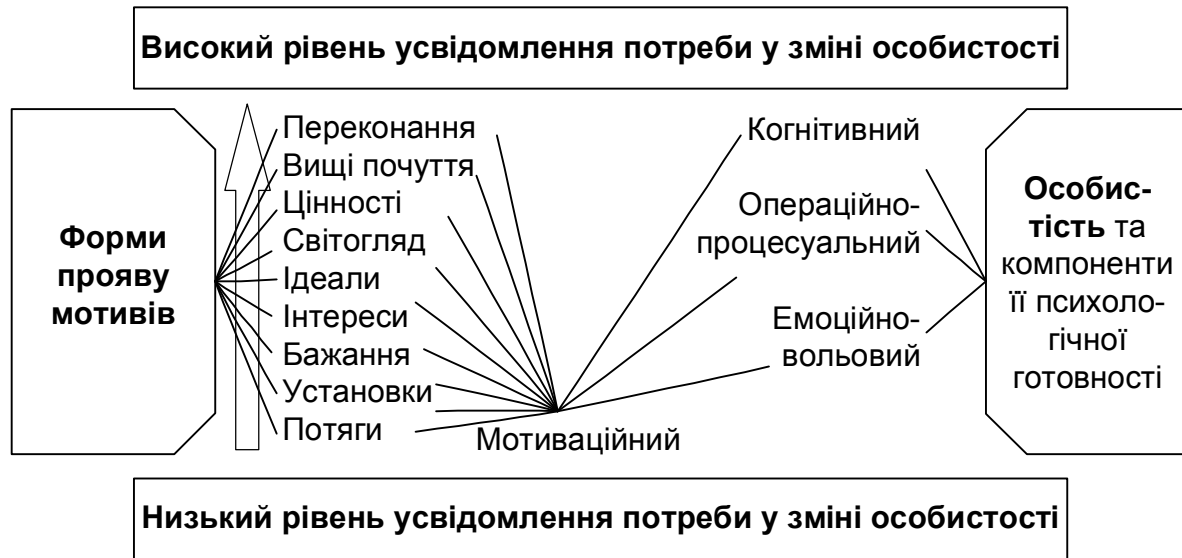 Високий рівень усвідомлення потреби у зміні особистості
Форми
прояву
мотивів
Переконання
Вищі почуття
Цінності
Світогляд
Ідеали
Інтереси
Бажання
Установки
Потяги
Мотиваційний
Когнітивний
Операційно-
процесуальний
Емоційно-
вольовий
Особис-
тість та
компоненти
її психоло-
гічної
готовності
Низький рівень усвідомлення потреби у зміні особистості